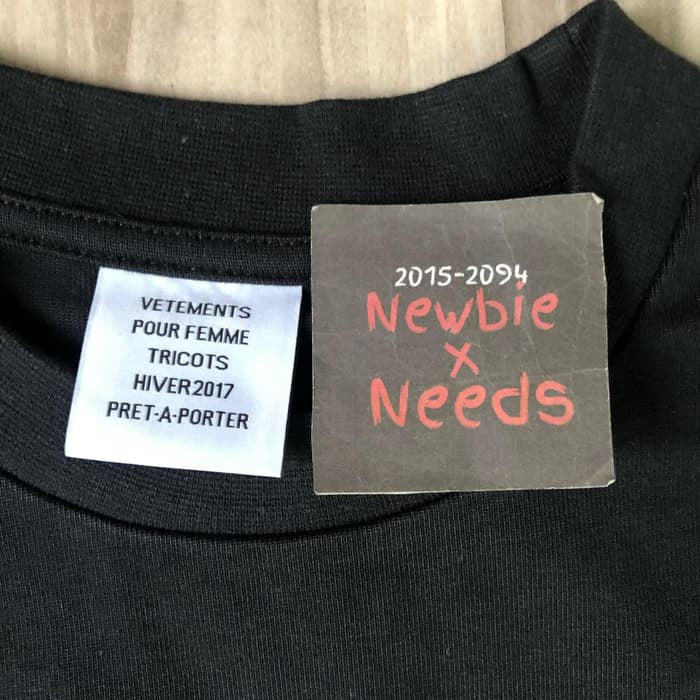 VETEMENTS
POUR FEMME
TRICOTS
HIVER2017
PRET-A-PORTER
2015-2094
Newbie
x
Needs